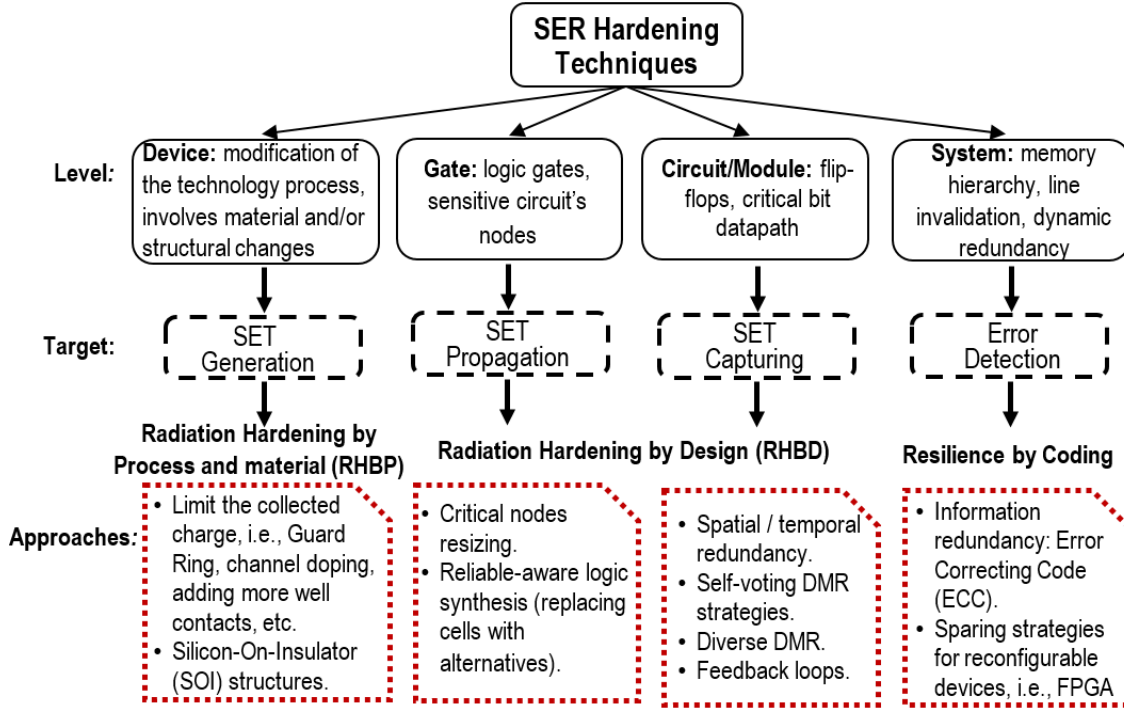 SER Hardening
Techniques
Level:
Device: modification of
the technology process,
involves material and/or
structural changes
Gate: logic gates,
sensitive circuit's
nodes
Circuit/Module: flip-
flops, critical bit
datapath
System: memory
hierarchy, line
invalidation, dynamic
redundancy
Target:
SET
Generation
SET
Propagation
SET
Capturing
Error
Detection
Radiation Hardening by
Process and material (RHBP)
Radiation Hardening by Design (RHBD)
Resilience by Coding
Approaches:
• Limit the collected
charge, i.e., Guard
Ring, channel doping,
adding more well
contacts, etc.
• Silicon-On-Insulator
(SOI) structures.
• Critical nodes
resizing.
• Reliable-aware logic
synthesis (replacing
cells with
alternatives).
• Spatial / temporal
redundancy.
• Self-voting DMR
strategies.
• Diverse DMR.
• Feedback loops.
• Information
redundancy: Error
Correcting Code
(ECC).
• Sparing strategies
for reconfigurable
devices, i.e., FPGA